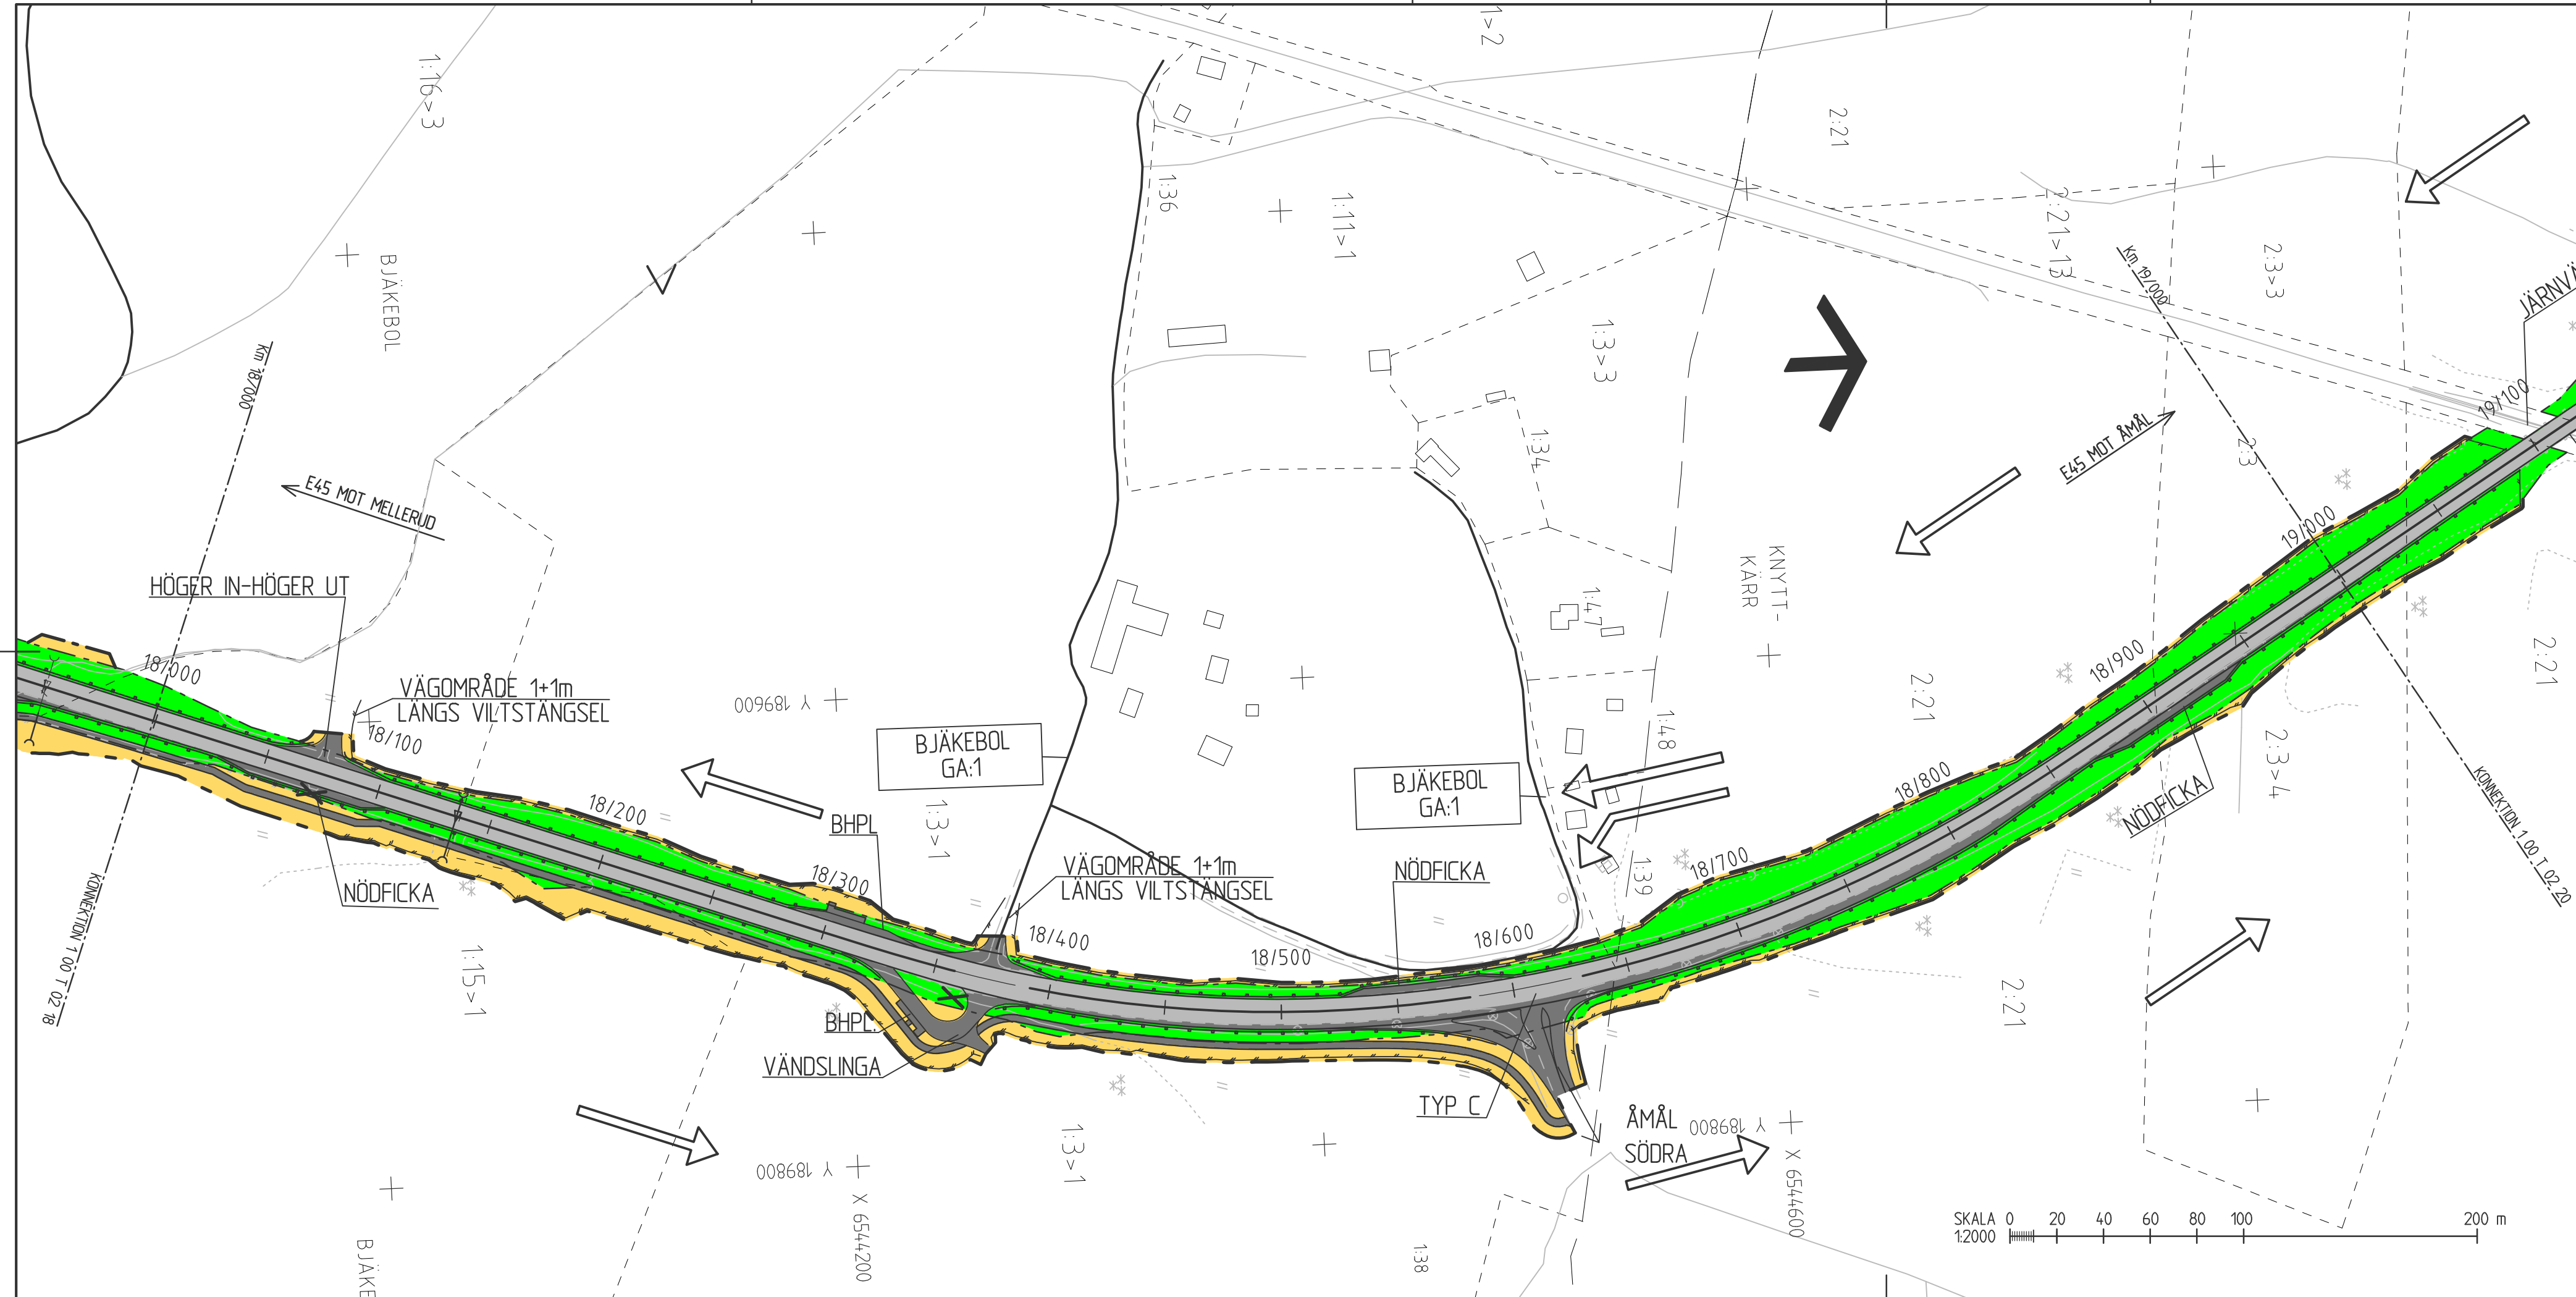 1:16>3
1>2
2:21
1:36
1:11>1
2:21>13
2:3>3
BJÄKEBOL
Km 19/000
Km 18/000
1:3>3
19/100
E45 MOT ÅMÅL
2:3
1:34
E45 MOT MELLERUD
19/000
KNYTT-
KÄRR
HÖGER IN-HÖGER UT
1:47
18/000
2:21
18/900
2:21
VÄGOMRÅDE 1+1m
LÄNGS VILTSTÄNGSEL
Y 189600
18/100
BJÄKEBOL
GA:1
1:48
2:3>4
BJÄKEBOL
GA:1
18/800
NÖDFICKA
KONNEKTION 1 00 T 02 20
18/200
BHPL
1:3>1
VÄGOMRÅDE 1+1m
LÄNGS VILTSTÄNGSEL
NÖDFICKA
1:39
18/700
18/300
NÖDFICKA
KONNEKTION 1 00 T 02 18
18/400
18/500
18/600
1:15>1
2:21
BHPL
VÄNDSLINGA
TYP C
ÅMÅL
SÖDRA
Y 189800
1:3>1
Y 189800
X 6544200
X 6544600
1:38
SKALA
1:2000
0 20 40 60 80 100 200 m